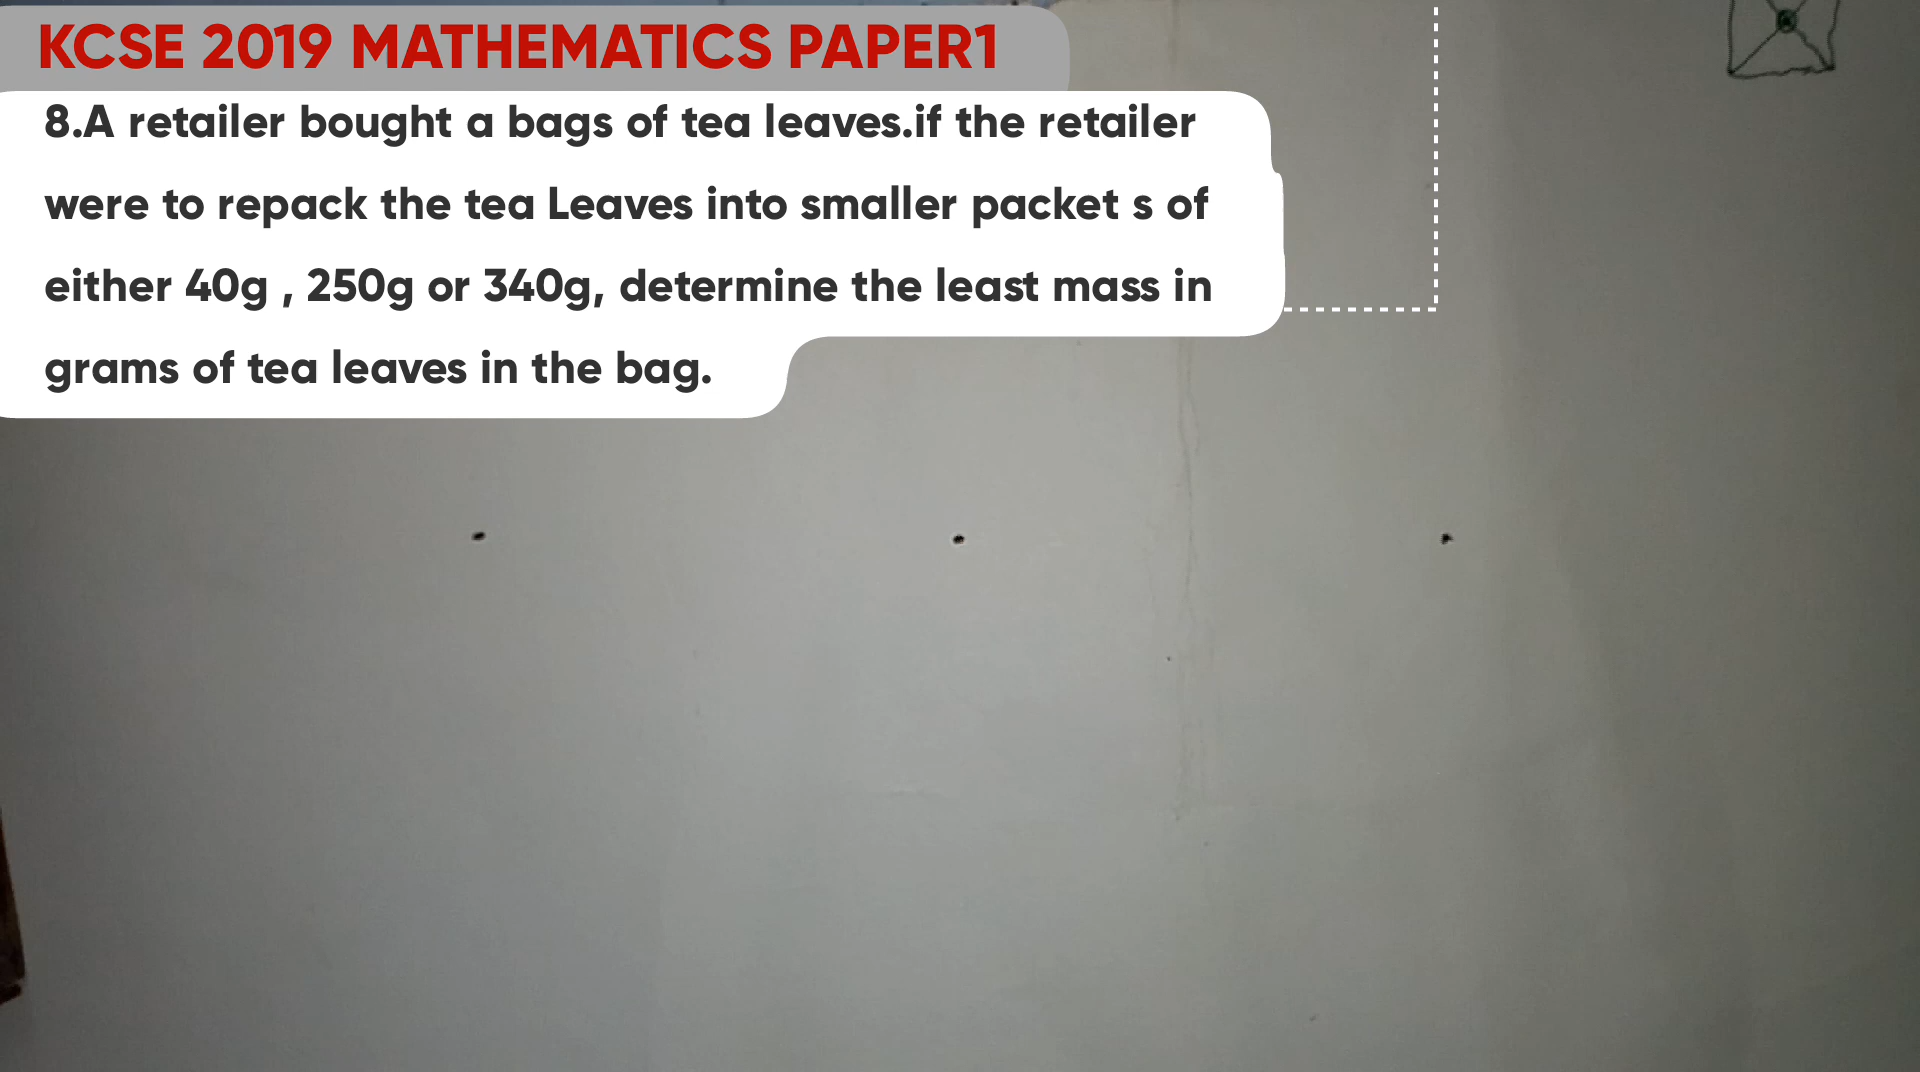 KCSE 2019 MATHEMATICS PAPER1
8.A retailer bought a bags of tea leaves.if the retailer
were to repack the tea Leaves into smaller packet s of
either 40g , 250g or 340g, determine the least mass in
grams of tea leaves in the bag.